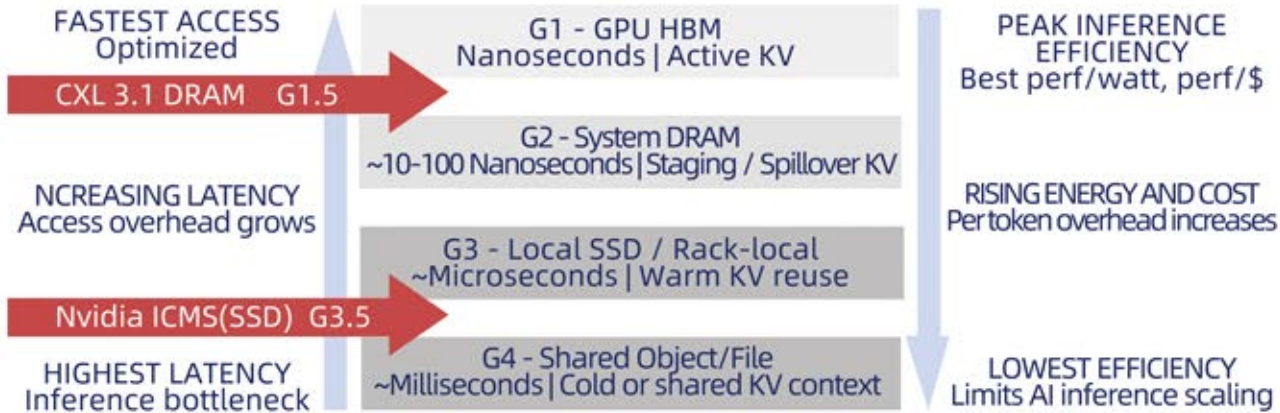 FASTEST ACCESS
Optimized
CXL 3.1 DRAM G1.5
NCREASING LATENCY
Access overhead grows
Nvidia ICMS(SSD) G3.5
HIGHEST LATENCY
Inference bottleneck
G1 - GPU HBM
Nanoseconds | Active KV
G2 - System DRAM
~10-100 Nanoseconds | Staging / Spillover KV
G3 - Local SSD / Rack-local
~Microseconds | Warm KV reuse
G4 - Shared Object/File
~Milliseconds | Cold or shared KV context
PEAK INFERENCE
EFFICIENCY
Best perf/watt, perf/$
RISING ENERGY AND COST
Per token overhead increases
LOWEST EFFICIENCY
Limits AI inference scaling